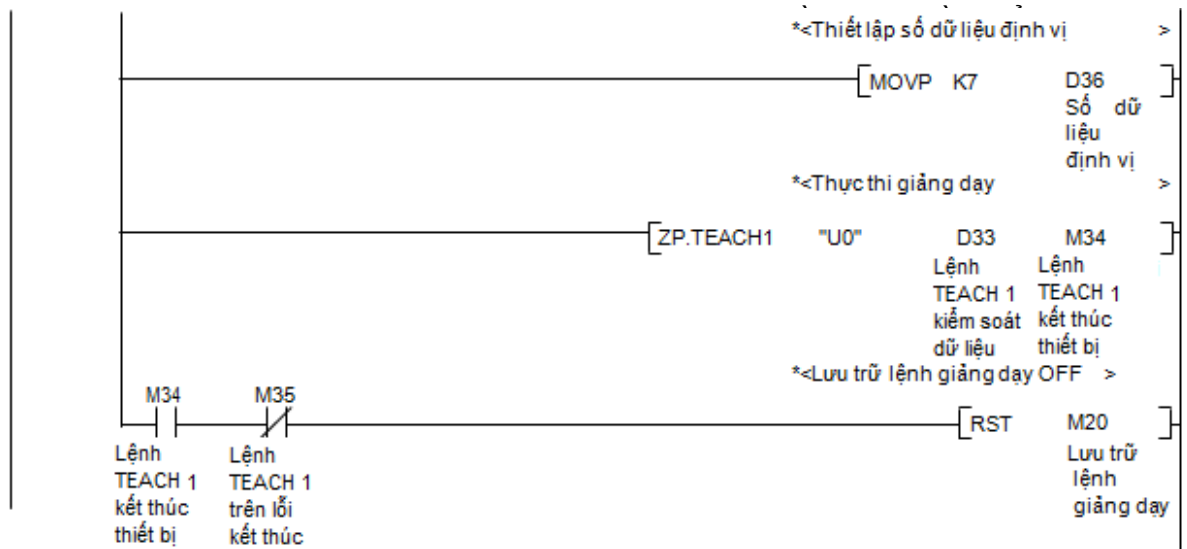 *<Thiết lập số dữ liệu định vị >
MOVP K7 D36
Số dữ
liệu
định vị
*<Thực thi giảng dạy >
ZP.TEACH1 "U0" D33 M34
Lệnh
TEACH 1
kiểm soát
dữ liệu
Lệnh
TEACH 1
kết thúc
thiết bị
*<Lưu trữ lệnh giảng dạy OFF >
M34 M35
RST M20
Lệnh
TEACH 1
kết thúc
thiết bị
Lệnh
TEACH 1
trên lỗi
kết thúc
Lưu trữ
lệnh
giảng dạy